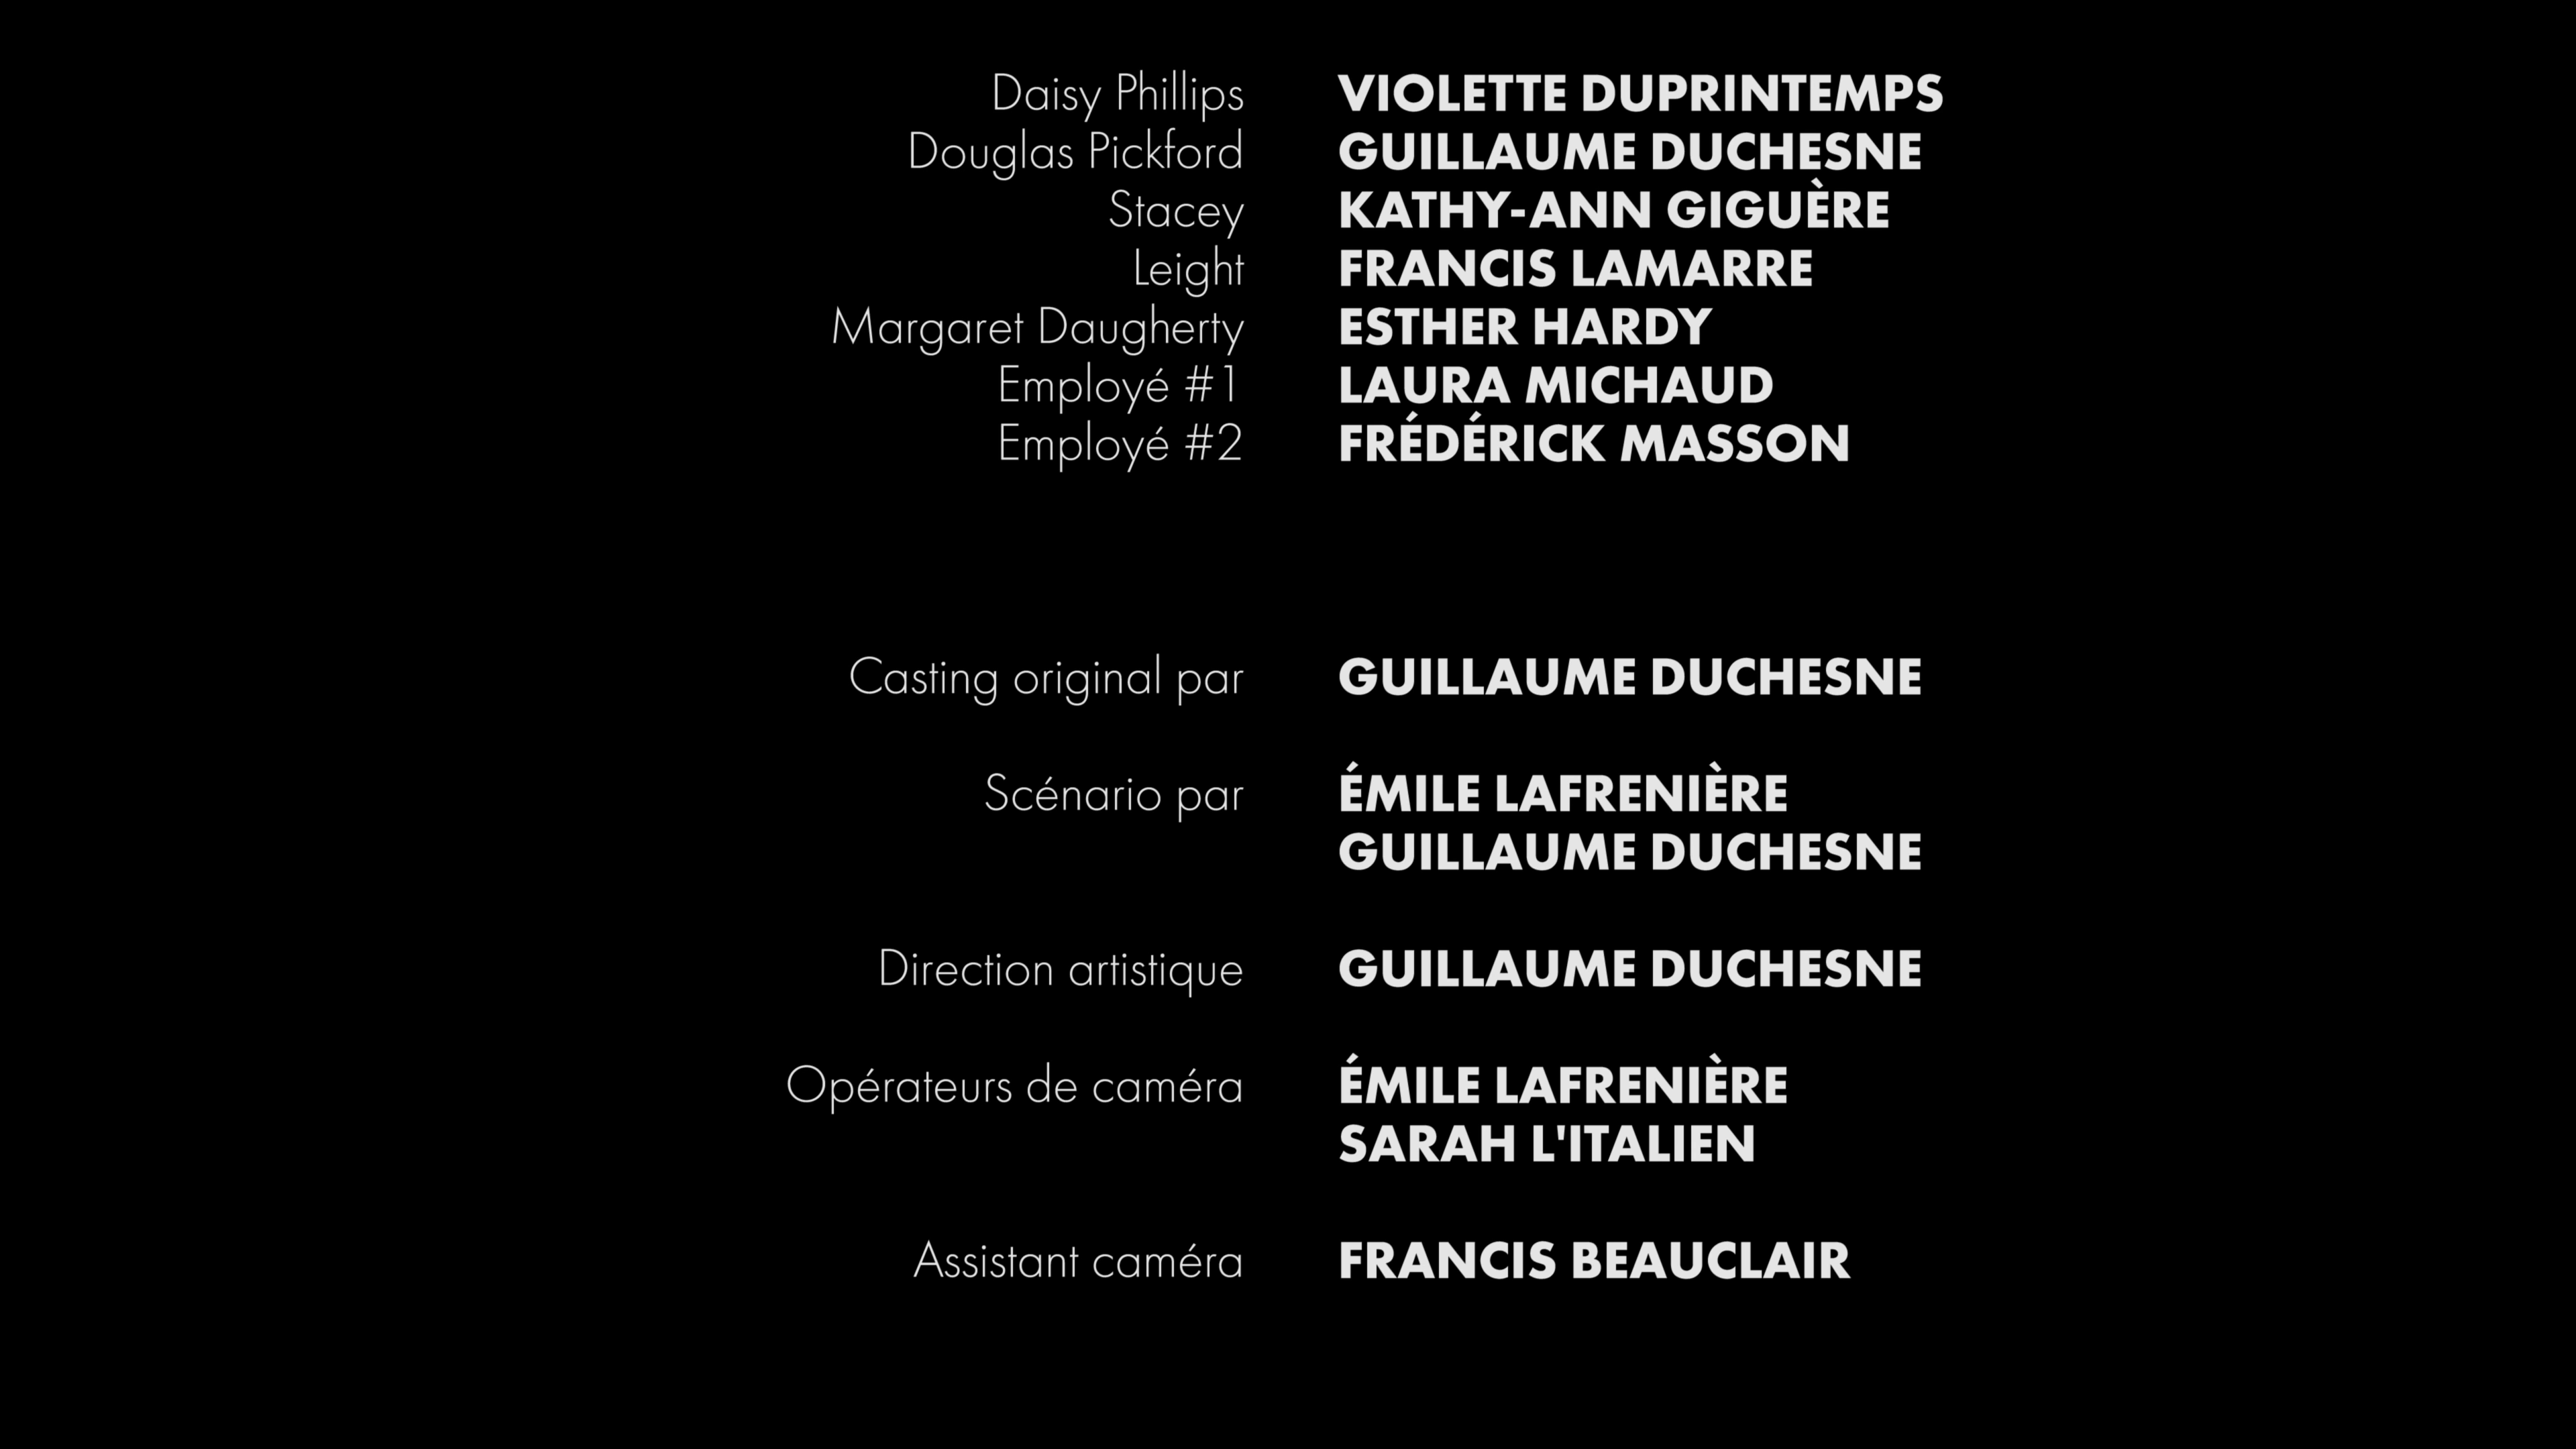 Daisy Phillips VIOLETTE DUPRINTEMPS
Douglas Pickford GUILLAUME DUCHESNE
Stacey KATHY-ANN GIGUÈRE
Leight FRANCIS LAMARRE
Margaret Daugherty ESTHER HARDY
Employé #1 LAURA MICHAUD
Employé #2 FRÉDÉRICK MASSON
Casting original par GUILLAUME DUCHESNE
Scénario par ÉMILE LAFRENIÈRE
GUILLAUME DUCHESNE
Direction artistique GUILLAUME DUCHESNE
Opérateurs de caméra ÉMILE LAFRENIÈRE
SARAH L'ITALIEN
Assistant caméra FRANCIS BEAUCLAIR